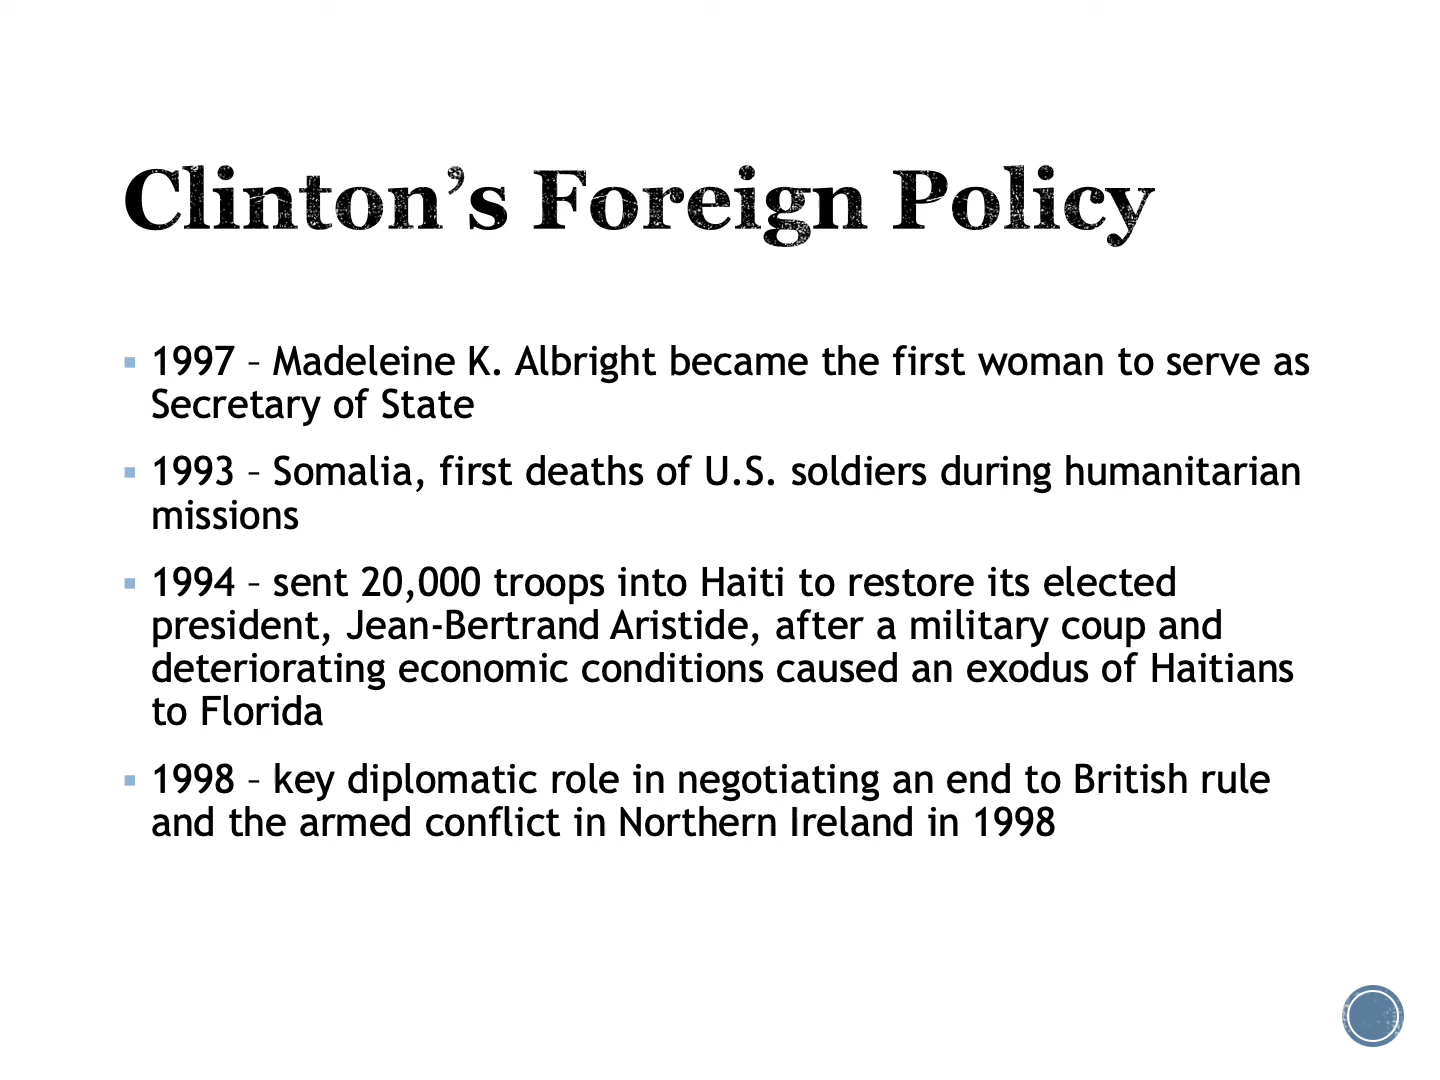 Clinton’s Foreign Policy
▪ 1997 – Madeleine K. Albright became the first woman to serve as
Secretary of State
▪ 1993 – Somalia, first deaths of U.S. soldiers during humanitarian
missions
▪ 1994 – sent 20,000 troops into Haiti to restore its elected
president, Jean-Bertrand Aristide, after a military coup and
deteriorating economic conditions caused an exodus of Haitians
to Florida
▪ 1998 – key diplomatic role in negotiating an end to British rule
and the armed conflict in Northern Ireland in 1998